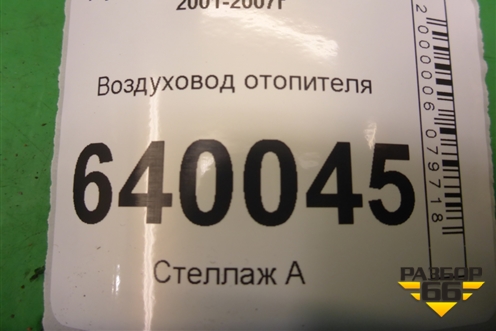 2001-2007г
Воздуховод отопителя
640045
Стеллаж А
2000006079718
РАЗБОР
66